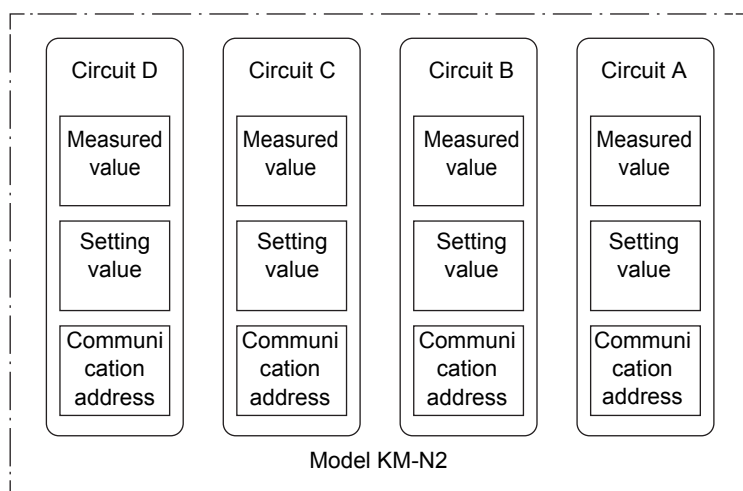 Circuit D
Measured
value
Setting
value
Communi
cation
address
Circuit C
Measured
value
Setting
value
Communi
cation
address
Circuit B
Measured
value
Setting
value
Communi
cation
address
Circuit A
Measured
value
Setting
value
Communi
cation
address
Model KM-N2